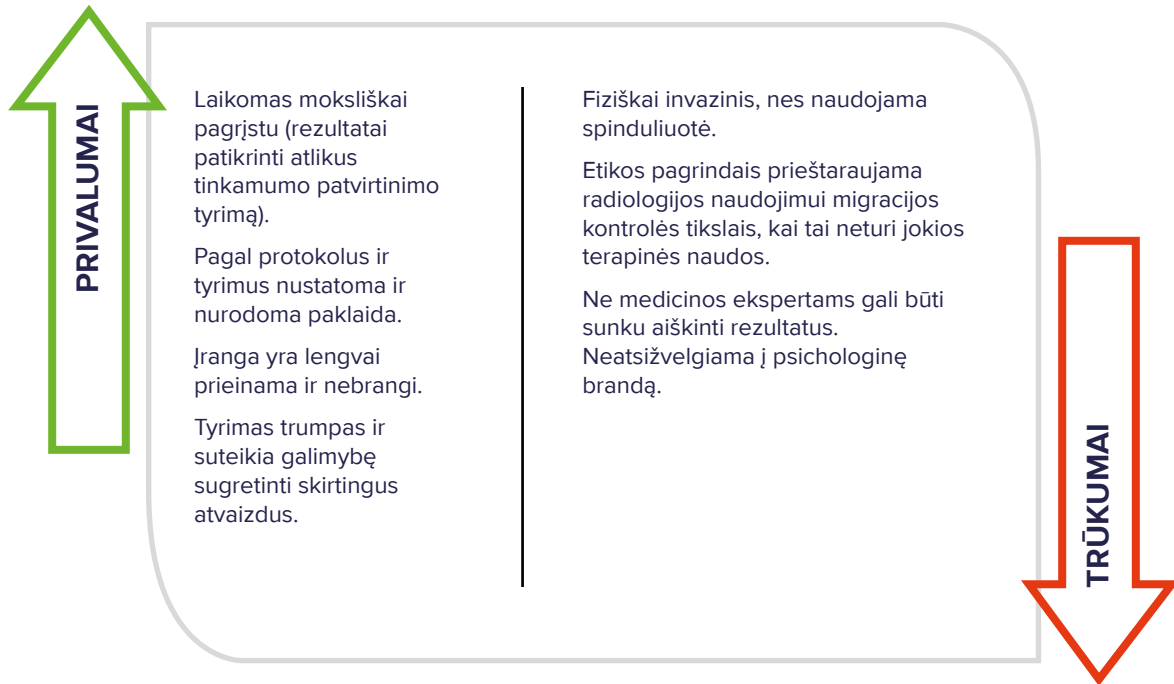 PRIVALUMAI
Laikomas moksliškai
pagrįstu (rezultatai
patikrinti atlikus
tinkamumo patvirtinimo
tyrimą).
Pagal protokolus ir
tyrimus nustatoma ir
nurodoma paklaida.
Įranga yra lengvai
prieinama ir nebrangi.
Tyrimas trumpas ir
suteikia galimybę
sugretinti skirtingus
atvaizdus.
Fiziškai invazinis, nes naudojama
spinduliuotė.
Etikos pagrindais prieštaraujama
radiologijos naudojimui migracijos
kontrolės tikslais, kai tai neturi jokios
terapinės naudos.
Ne medicinos ekspertams gali būti
sunku aiškinti rezultatus.
Neatsižvelgiama į psichologinę
brandą.
TRŪKUMAI